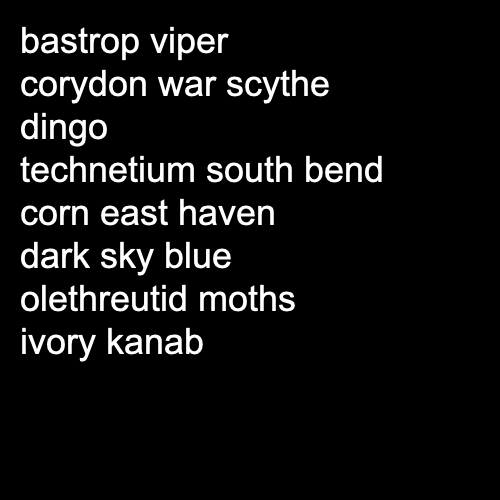 bastrop viper
corydon war scythe
dingo
technetium south bend
corn east haven
dark sky blue
olethreutid moths
ivory kanab